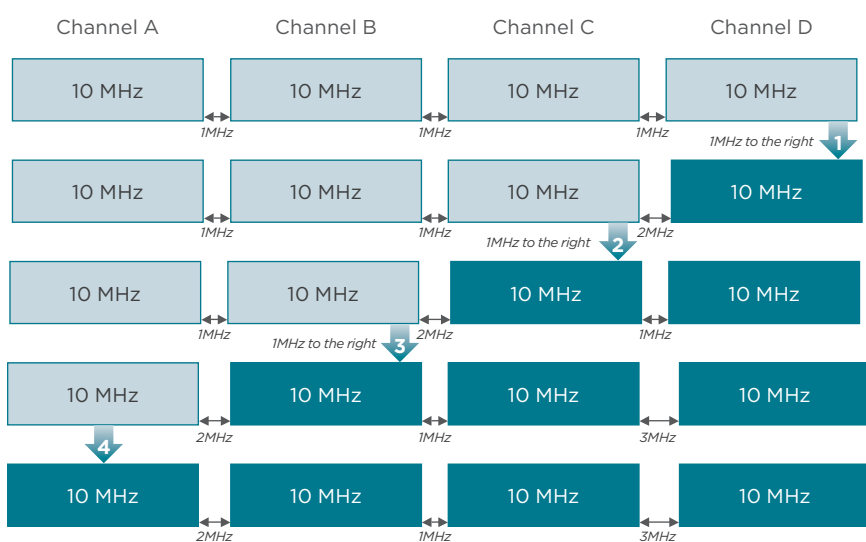 Channel A Channel B Channel C Channel D
10 MHz 10 MHz 10 MHz 10 MHz
1MHz 1MHz 1MHz
1MHz to the right 1
10 MHz 10 MHz 10 MHz 10 MHz
1MHz 1MHz 2MHz
1MHz to the right 2
10 MHz 10 MHz 10 MHz 10 MHz
1MHz 2MHz 1MHz
1MHz to the right 3
10 MHz 10 MHz 10 MHz 10 MHz
2MHz 1MHz 3MHz
4
10 MHz 10 MHz 10 MHz 10 MHz
2MHz 1MHz 3MHz